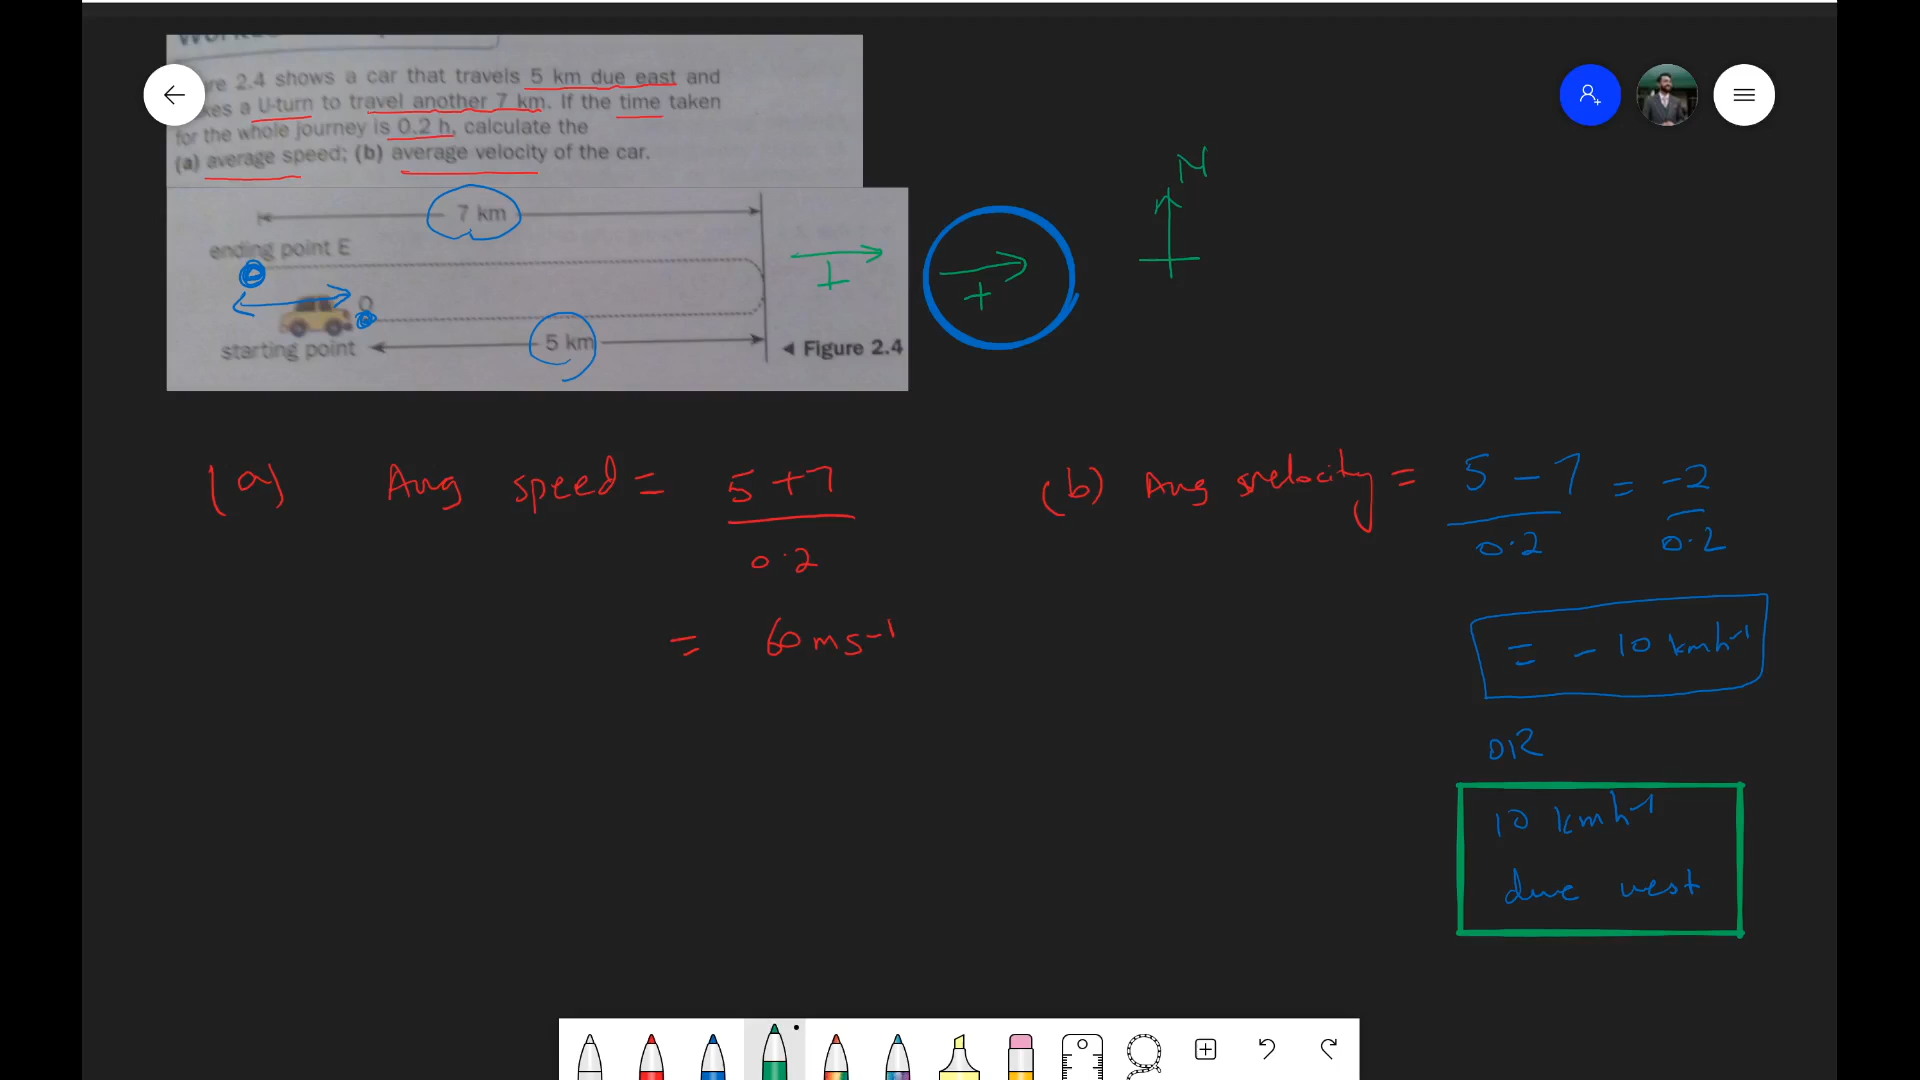 re 2.4 shows a car that travels 5 km due east and
kes a U-turn to travel another 7 km. If the time taken
for the whole journey is 0.2 h, calculate the
(a) average speed; (b) average velocity of the car.
7 km
ending point E
O
starting point
5 km
◄ Figure 2.4
+
+
N
(a) Avg speed = 5 + 7
0.2
= 60 ms-1
(b) Avg velocity = 5 - 7 = -2
0.2 0.2
= - 10 kmh-1
OR
10 kmh-1
due west